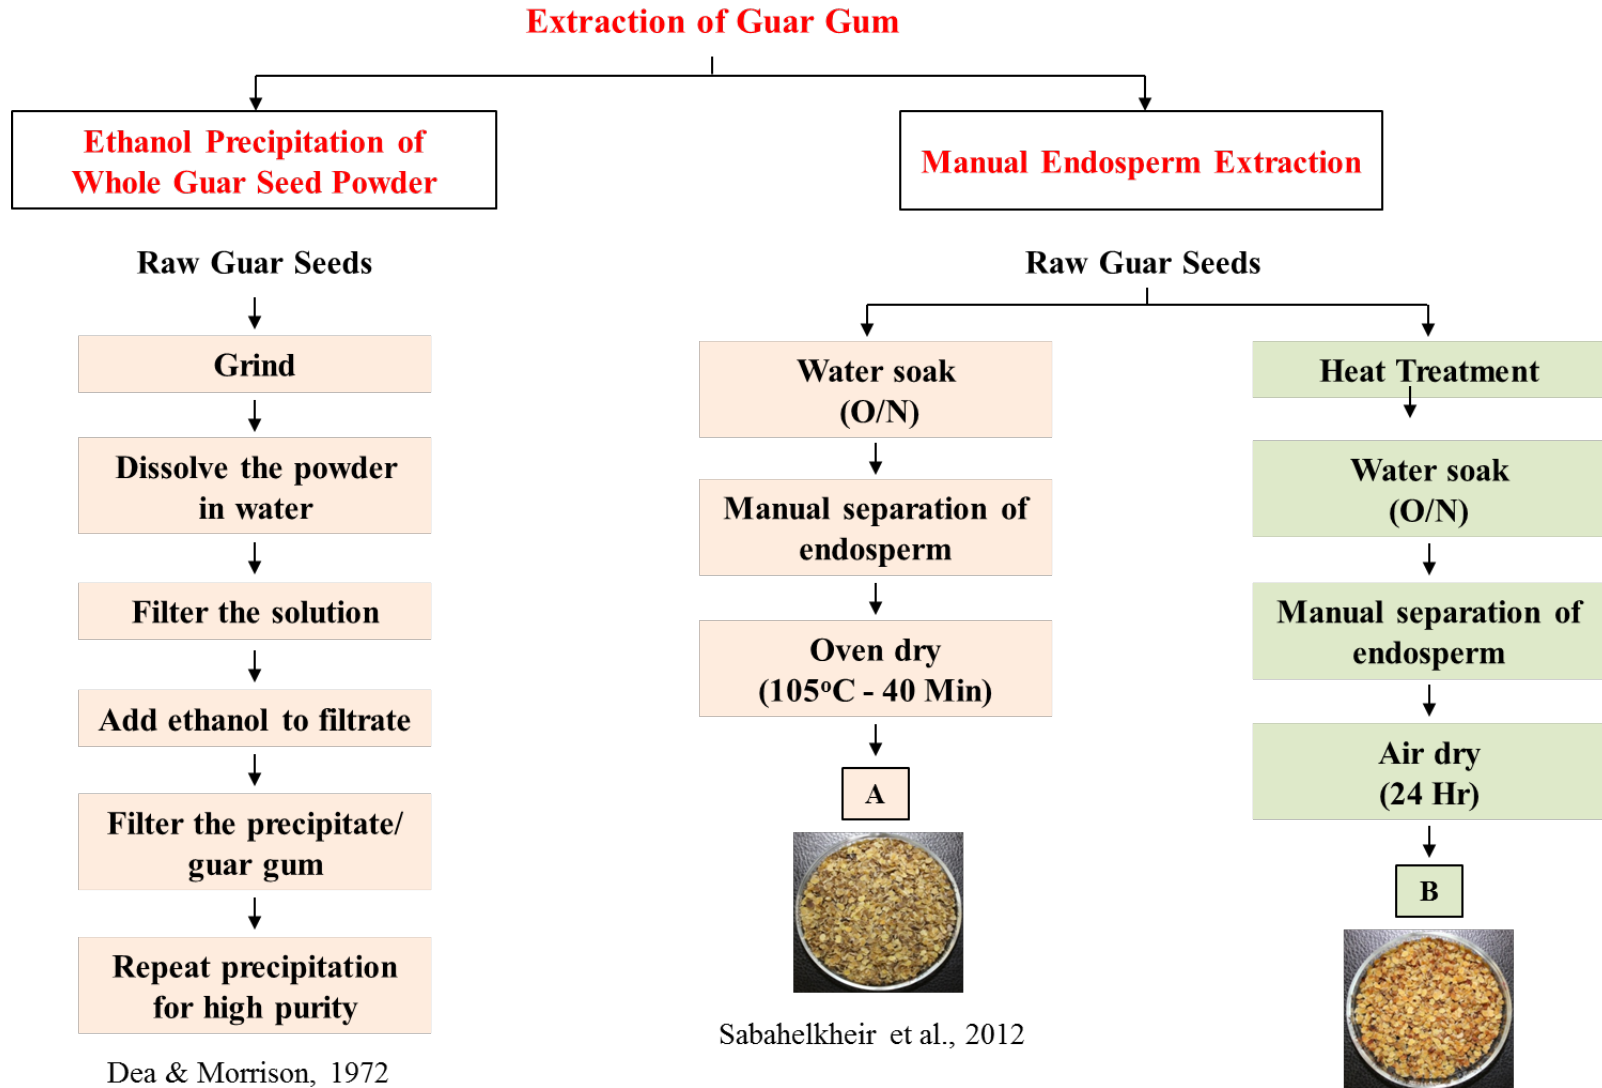 Extraction of Guar Gum
Ethanol Precipitation of
Whole Guar Seed Powder
Raw Guar Seeds
Grind
Dissolve the powder
in water
Filter the solution
Add ethanol to filtrate
Filter the precipitate/
guar gum
Repeat precipitation
for high purity
Dea & Morrison, 1972
Manual Endosperm Extraction
Raw Guar Seeds
Water soak
(O/N)
Manual separation of
endosperm
Oven dry
(105ᵒC - 40 Min)
A
Sabahelkheir et al., 2012
Heat Treatment
Water soak
(O/N)
Manual separation of
endosperm
Air dry
(24 Hr)
B